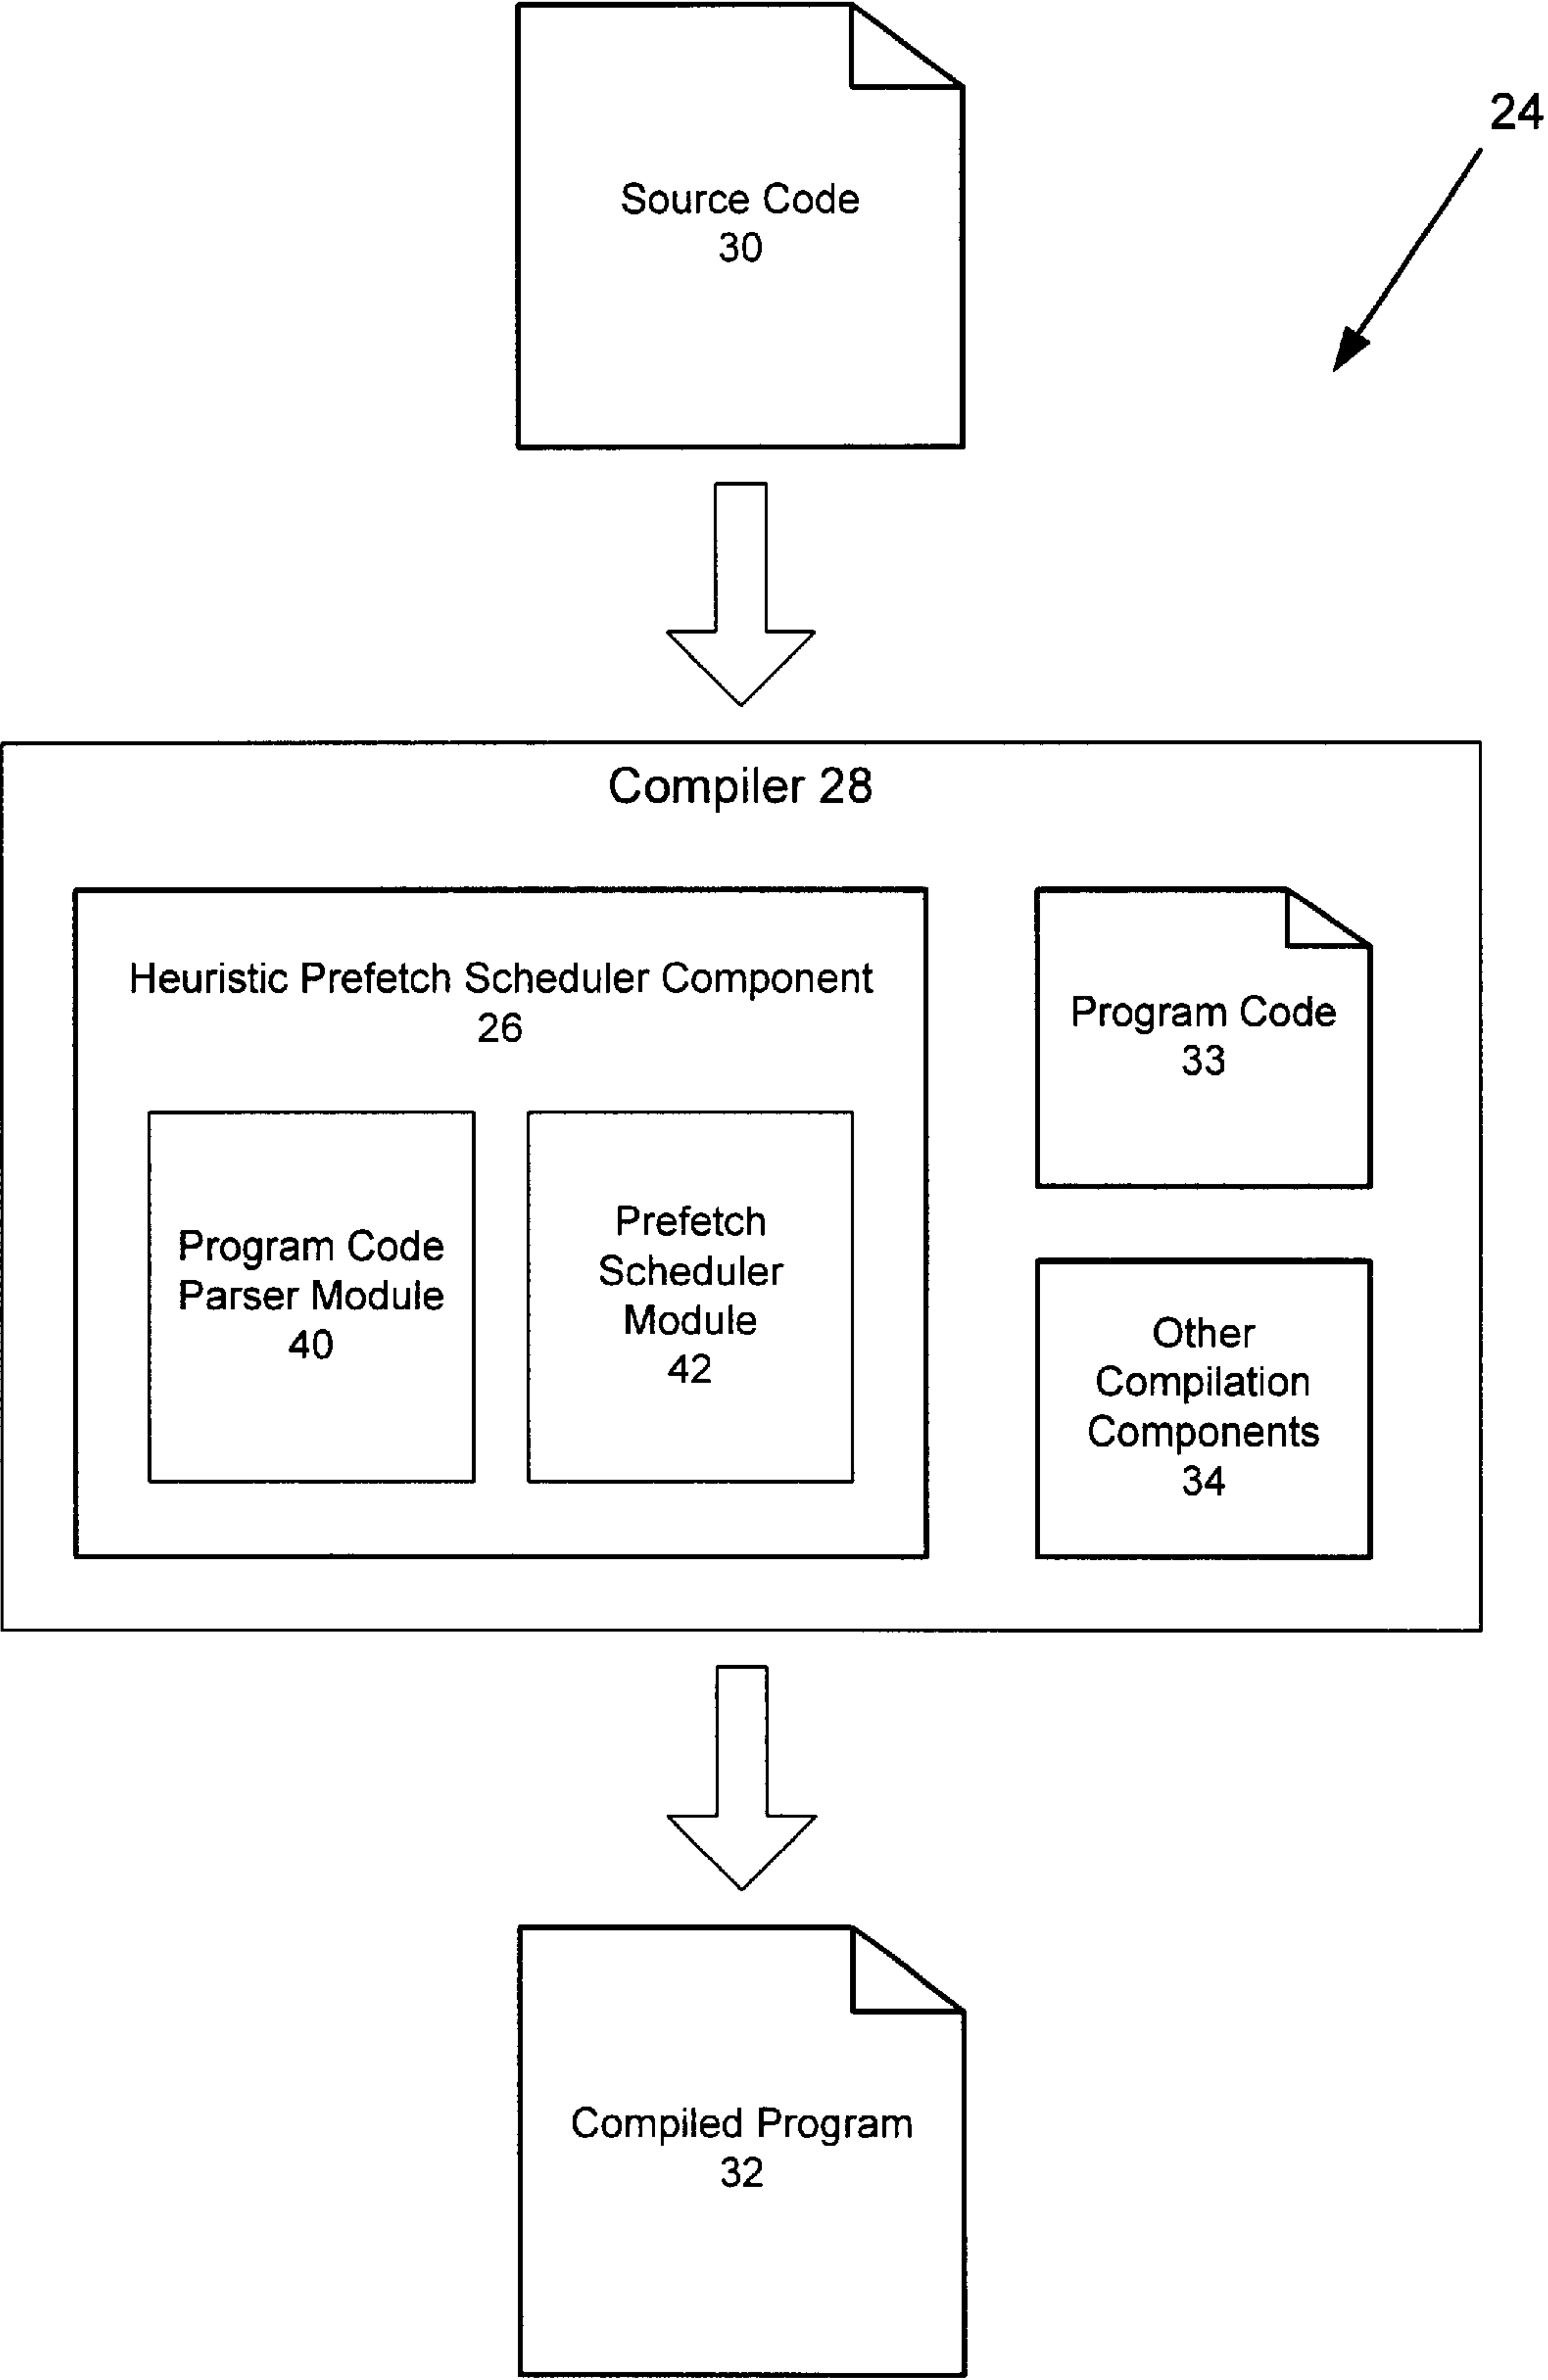 24
Source Code
30
Compiler 28
Heuristic Prefetch Scheduler Component
26
Program Code
Parser Module
40
Prefetch
Scheduler
Module
42
Program Code
33
Other
Compilation
Components
34
Compiled Program
32